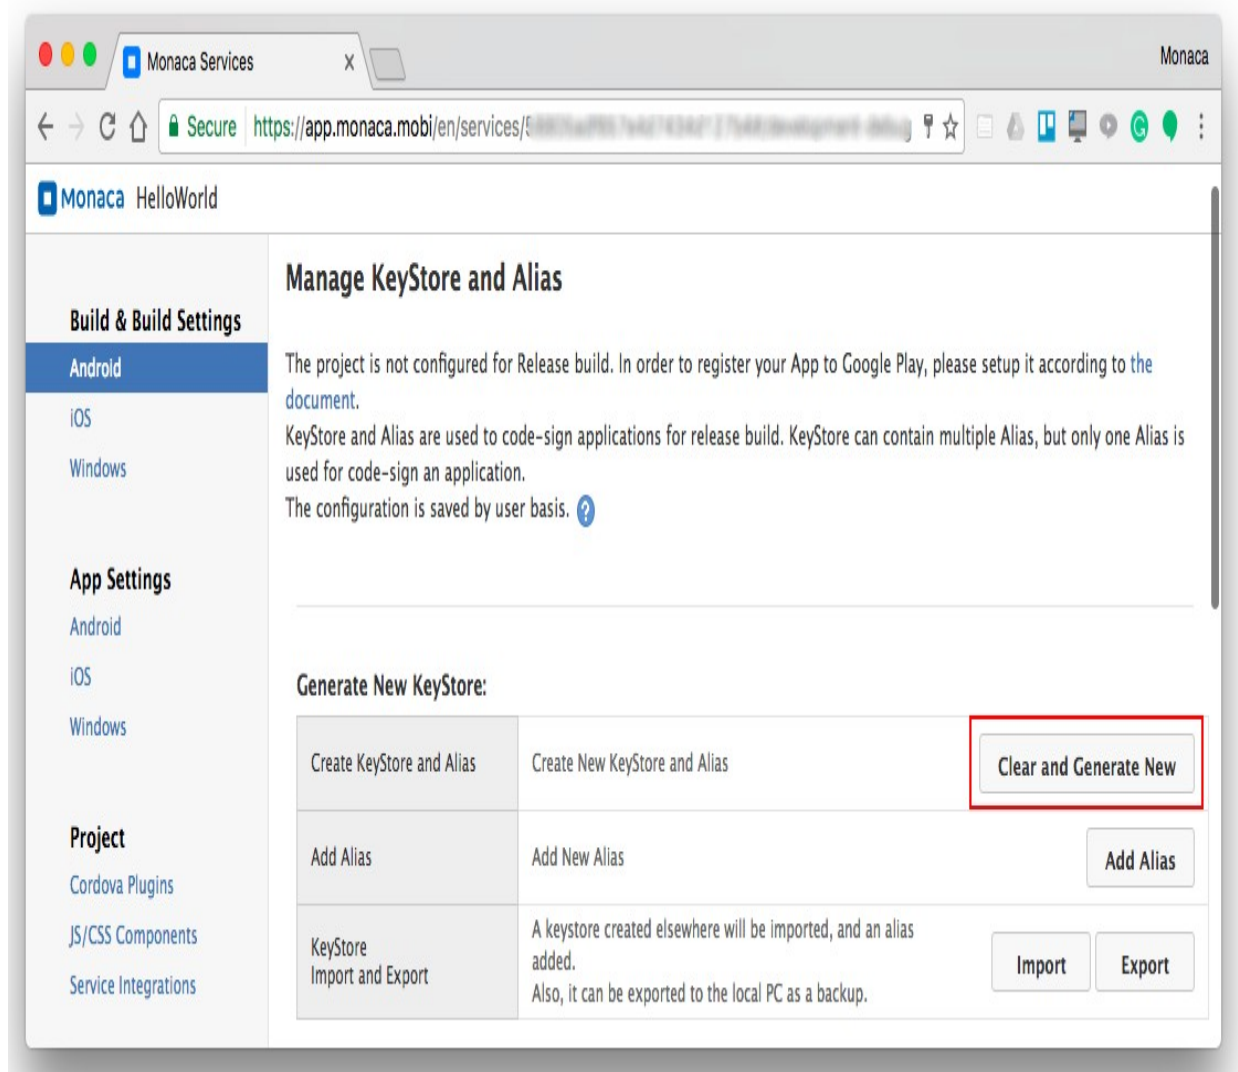 Monaca Services
Monaca
Secure https://app.monaca.mobi/en/services/
Monaca HelloWorld
Manage KeyStore and Alias
Build & Build Settings
Android
iOS
Windows
The project is not configured for Release build. In order to register your App to Google Play, please setup it according to the
document.
KeyStore and Alias are used to code-sign applications for release build. KeyStore can contain multiple Alias, but only one Alias is
used for code-sign an application.
The configuration is saved by user basis. ?
App Settings
Android
iOS
Windows
Project
Cordova Plugins
JS/CSS Components
Service Integrations
Generate New KeyStore:
Create KeyStore and Alias
Create New KeyStore and Alias
Clear and Generate New
Add Alias
Add New Alias
Add Alias
KeyStore
Import and Export
A keystore created elsewhere will be imported, and an alias
added.
Also, it can be exported to the local PC as a backup.
Import
Export